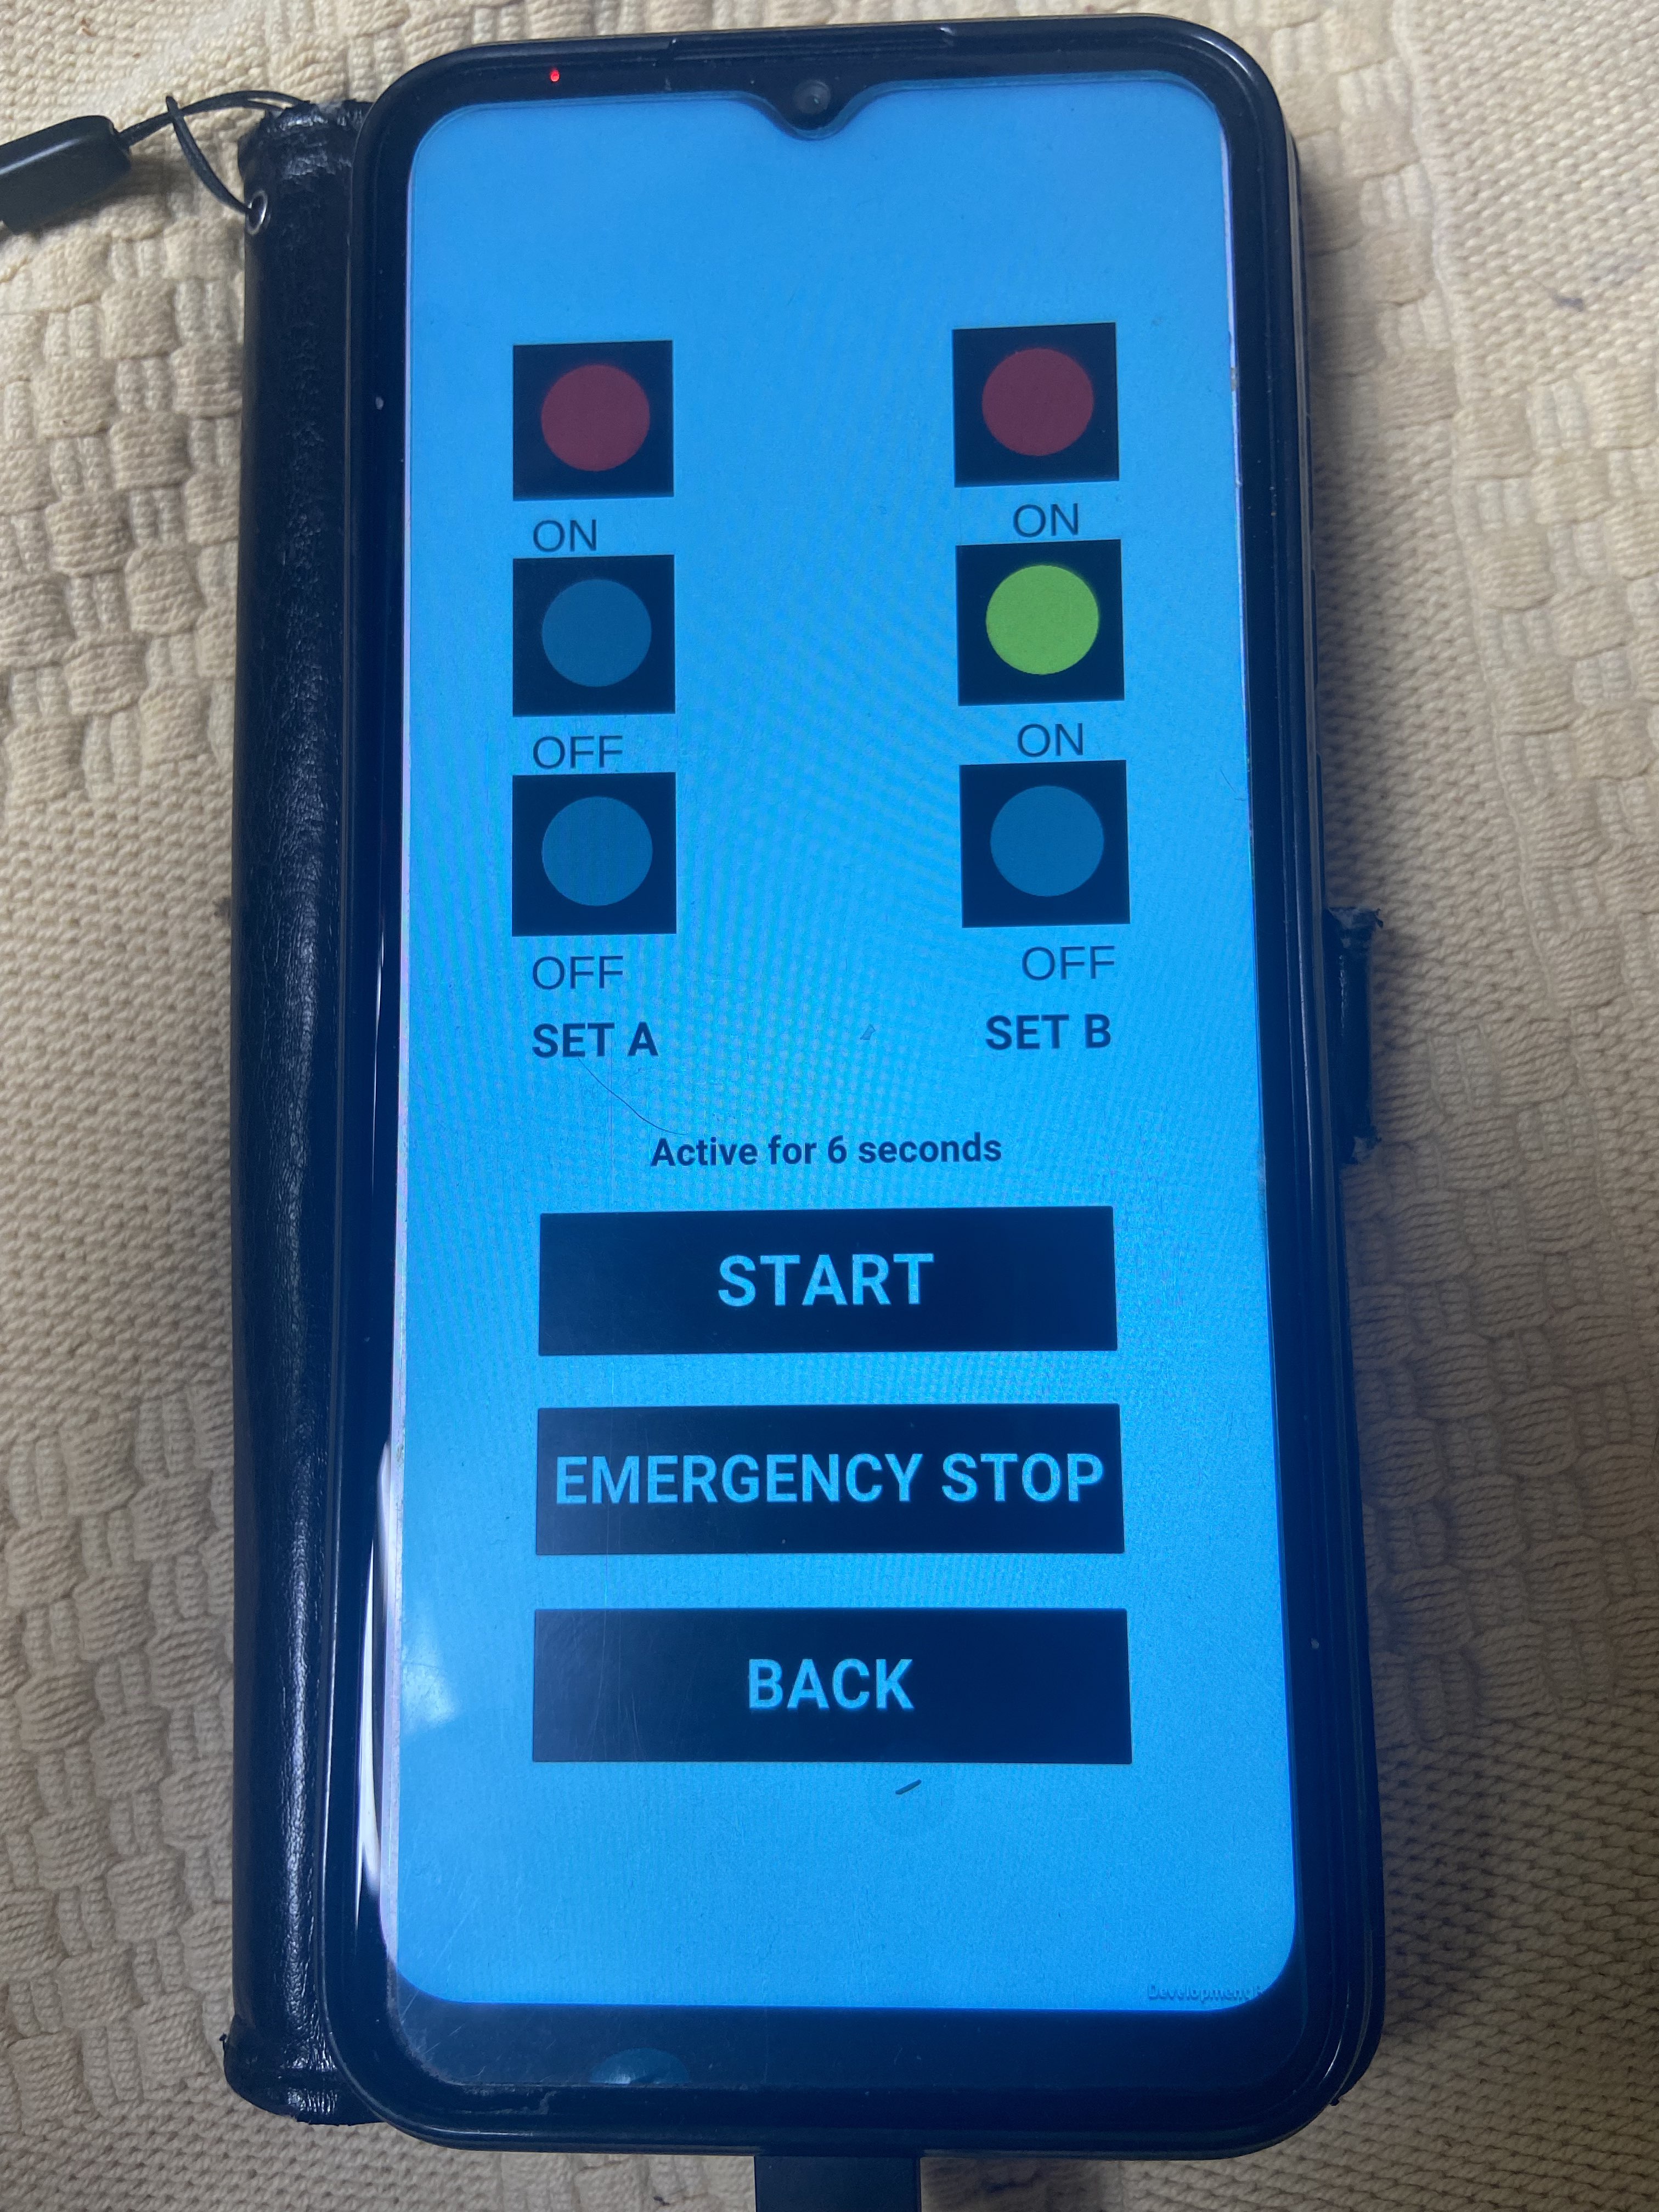 ON ON
OFF ON
OFF OFF
SET A SET B
Active for 6 seconds
START
EMERGENCY STOP
BACK